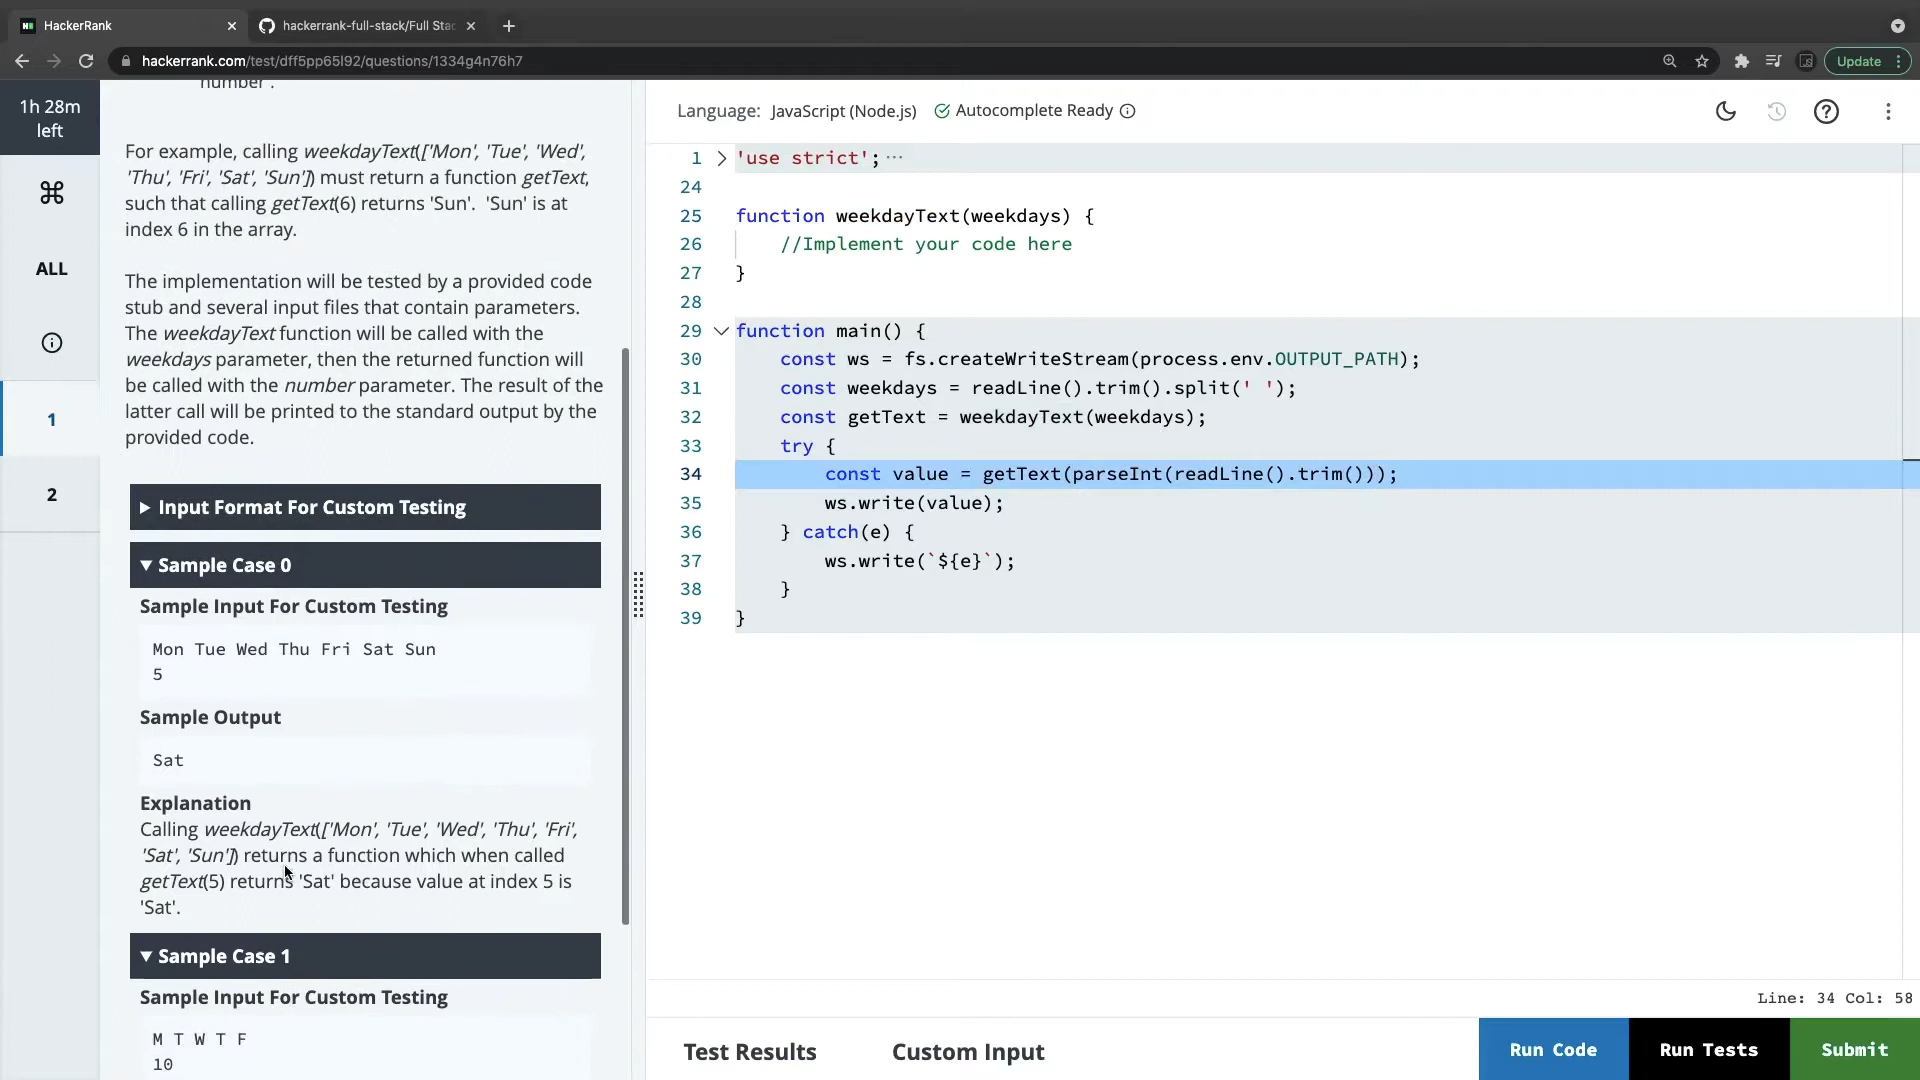 HackerRank
hackerrank-full-stack/Full Stac
hackerrank.com/test/dff5pp65l92/questions/1334g4n76h7
Update
1h 28m
left
ALL
1
2
number'.
For example, calling weekdayText(['Mon', 'Tue', 'Wed',
'Thu', 'Fri', 'Sat', 'Sun']) must return a function getText,
such that calling getText(6) returns 'Sun'.  'Sun' is at
index 6 in the array.
The implementation will be tested by a provided code
stub and several input files that contain parameters.
The weekdayText function will be called with the
weekdays parameter, then the returned function will
be called with the number parameter. The result of the
latter call will be printed to the standard output by the
provided code.
Input Format For Custom Testing
Sample Case 0
Sample Input For Custom Testing
Mon Tue Wed Thu Fri Sat Sun
5
Sample Output
Sat
Explanation
Calling weekdayText(['Mon', 'Tue', 'Wed', 'Thu', 'Fri',
'Sat', 'Sun']) returns a function which when called
getText(5) returns 'Sat' because value at index 5 is
'Sat'.
Sample Case 1
Sample Input For Custom Testing
M T W T F
10
Language: JavaScript (Node.js) Autocomplete Ready
1 'use strict'; ···
24
25 function weekdayText(weekdays) {
26     //Implement your code here
27 }
28
29 function main() {
30     const ws = fs.createWriteStream(process.env.OUTPUT_PATH);
31     const weekdays = readLine().trim().split(' ');
32     const getText = weekdayText(weekdays);
33     try {
34         const value = getText(parseInt(readLine().trim()));
35         ws.write(value);
36     } catch(e) {
37         ws.write(`${e}`);
38     }
39 }
Line: 34 Col: 58
Test Results
Custom Input
Run Code
Run Tests
Submit